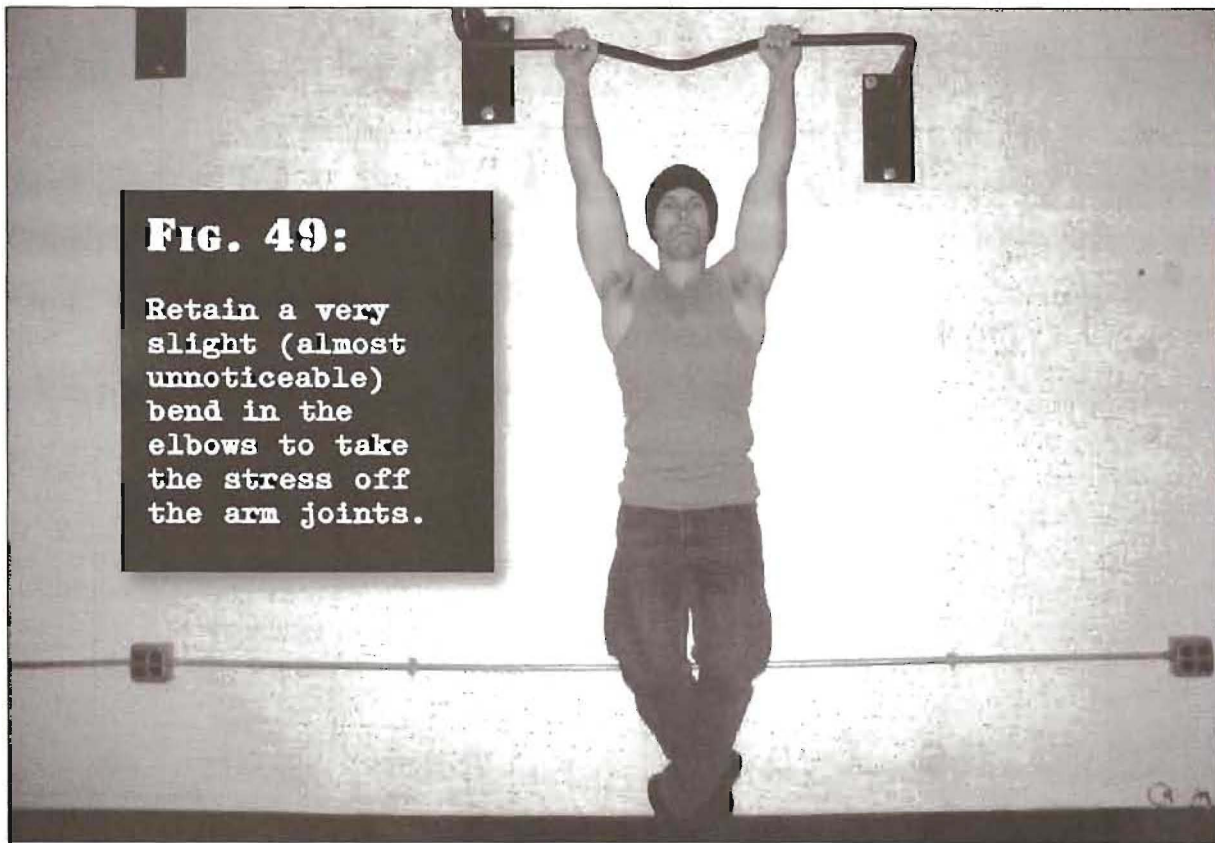 FIG. 49:
Retain a very
slight (almost
unnoticeable)
bend in the
elbows to take
the stress off
the arm joints.